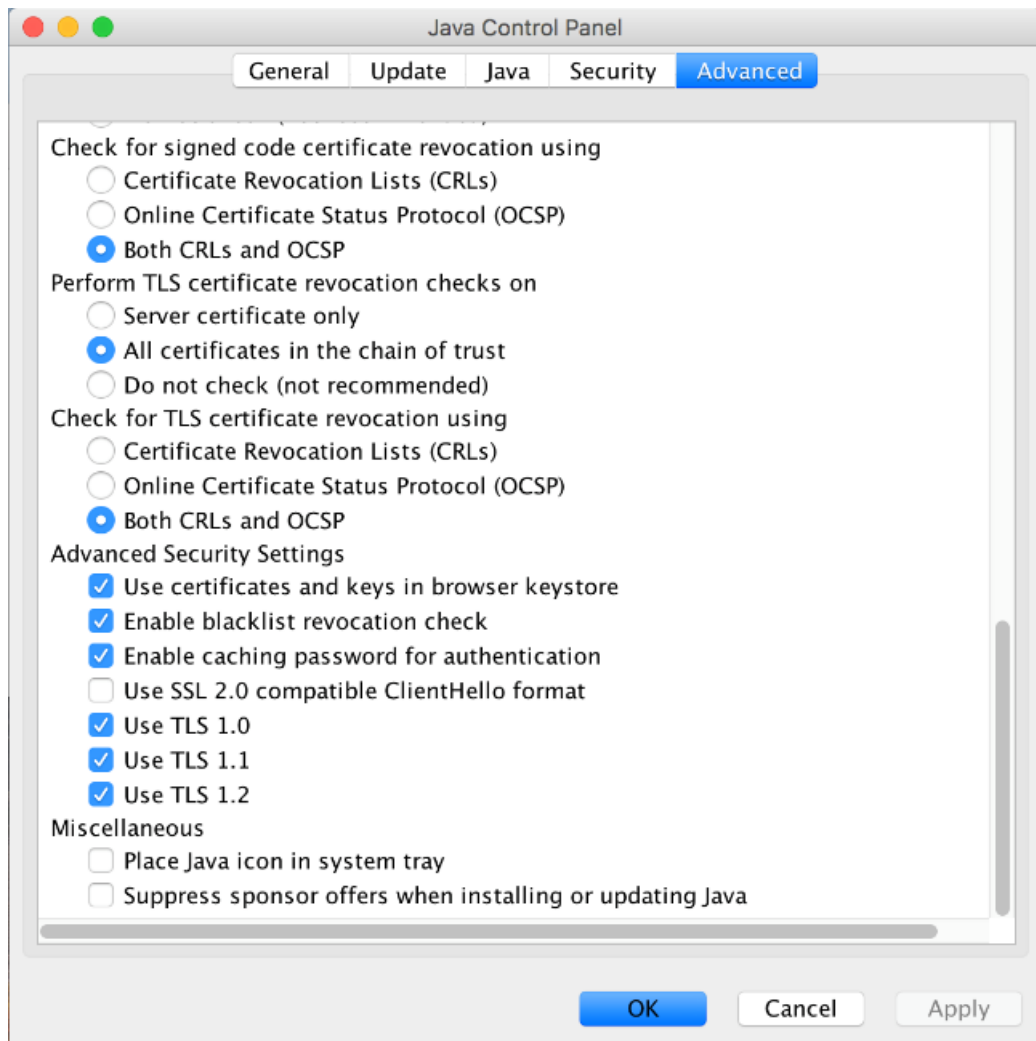 Java Control Panel
General Update Java Security Advanced
Check for signed code certificate revocation using
Certificate Revocation Lists (CRLs)
Online Certificate Status Protocol (OCSP)
Both CRLs and OCSP
Perform TLS certificate revocation checks on
Server certificate only
All certificates in the chain of trust
Do not check (not recommended)
Check for TLS certificate revocation using
Certificate Revocation Lists (CRLs)
Online Certificate Status Protocol (OCSP)
Both CRLs and OCSP
Advanced Security Settings
Use certificates and keys in browser keystore
Enable blacklist revocation check
Enable caching password for authentication
Use SSL 2.0 compatible ClientHello format
Use TLS 1.0
Use TLS 1.1
Use TLS 1.2
Miscellaneous
Place Java icon in system tray
Suppress sponsor offers when installing or updating Java
OK Cancel Apply